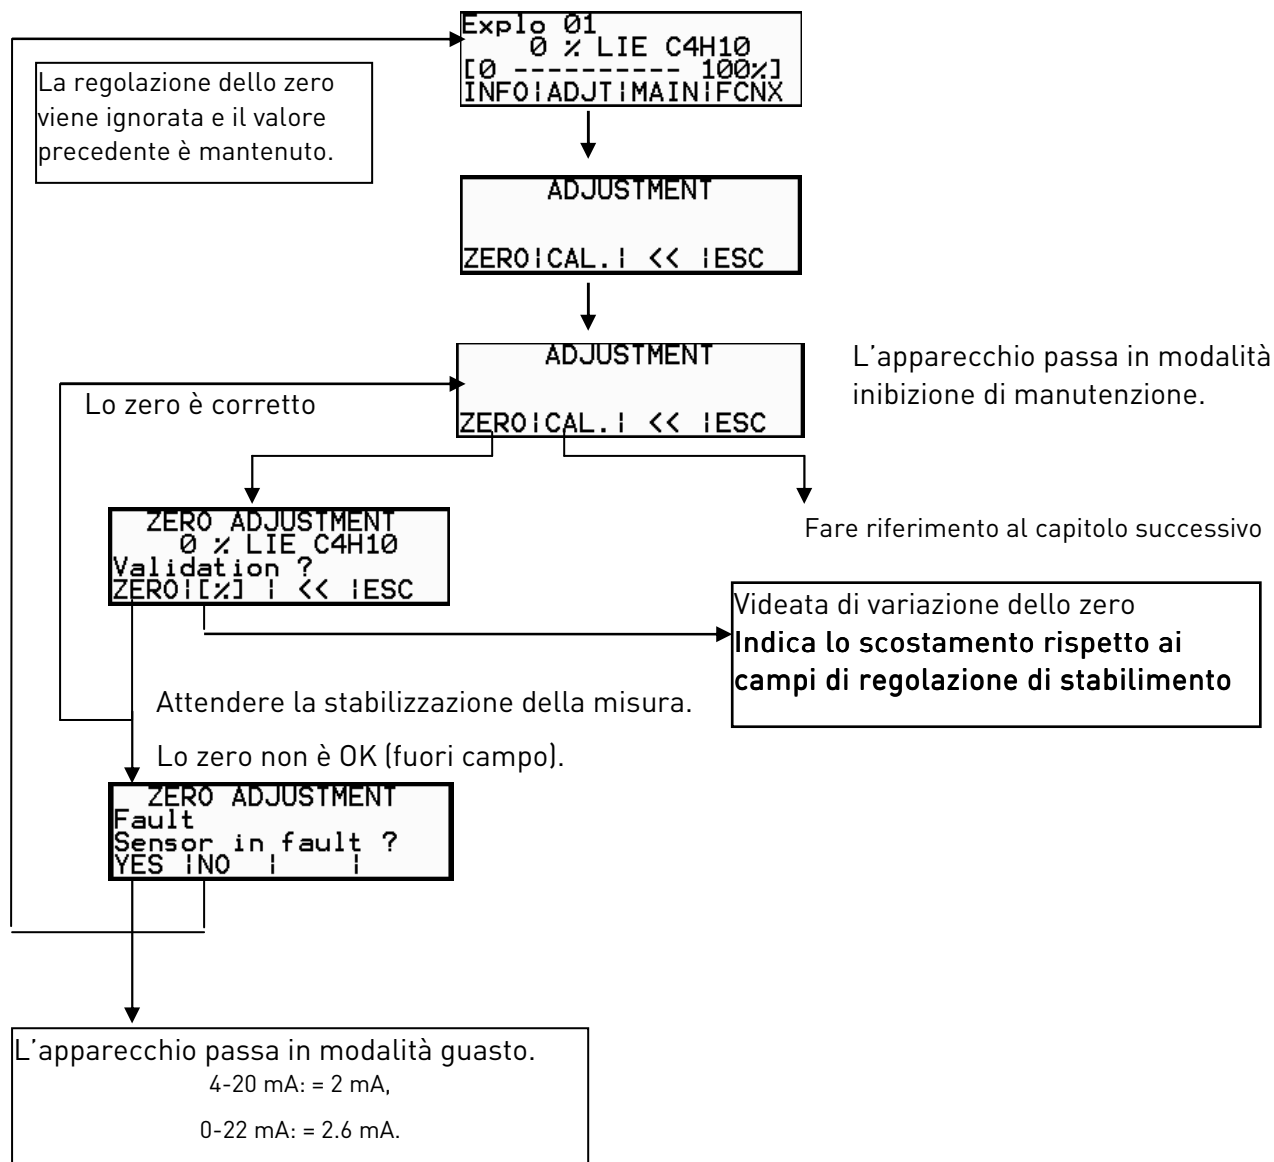 Explo 01
0 % LIE C4H10
[0 ---------- 100%]
INFO|ADJT|MAIN|FCNX
La regolazione dello zero
viene ignorata e il valore
precedente è mantenuto.
ADJUSTMENT
ZERO|CAL.| << |ESC
ADJUSTMENT
ZERO|CAL.| << |ESC
L'apparecchio passa in modalità
inibizione di manutenzione.
Lo zero è corretto
ZERO ADJUSTMENT
0 % LIE C4H10
Validation ?
ZERO|[%] | << |ESC
Fare riferimento al capitolo successivo
Videata di variazione dello zero
Indica lo scostamento rispetto ai
campi di regolazione di stabilimento
Attendere la stabilizzazione della misura.
Lo zero non è OK (fuori campo).
ZERO ADJUSTMENT
Fault
Sensor in fault ?
YES |NO | |
L'apparecchio passa in modalità guasto.
4-20 mA: = 2 mA,
0-22 mA: = 2.6 mA.